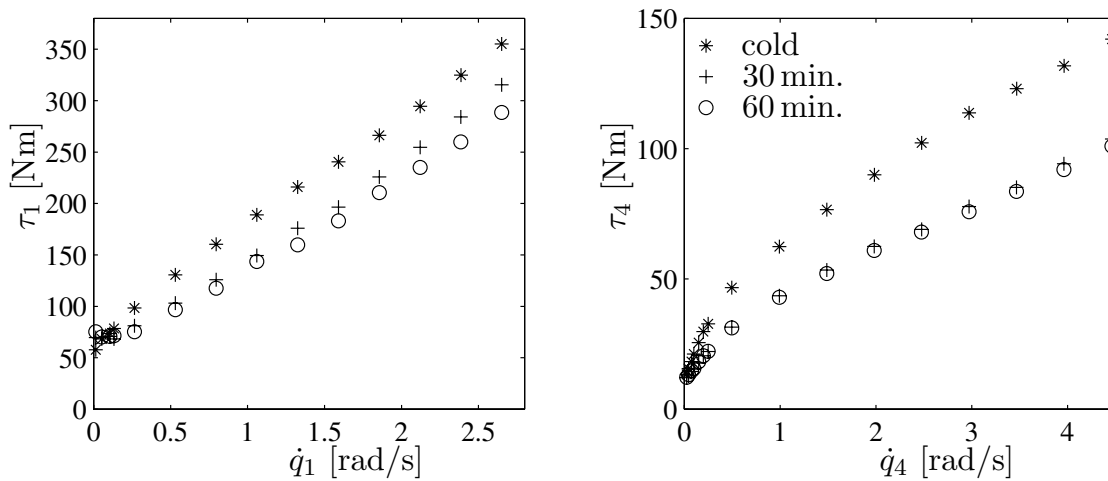 350
300
250
200
150
100
50
0
τ₁ [Nm]
0 0.5 1 1.5 2 2.5
q̇₁ [rad/s]
150
100
50
0
τ₄ [Nm]
cold
30 min.
60 min.
0 1 2 3 4
q̇₄ [rad/s]